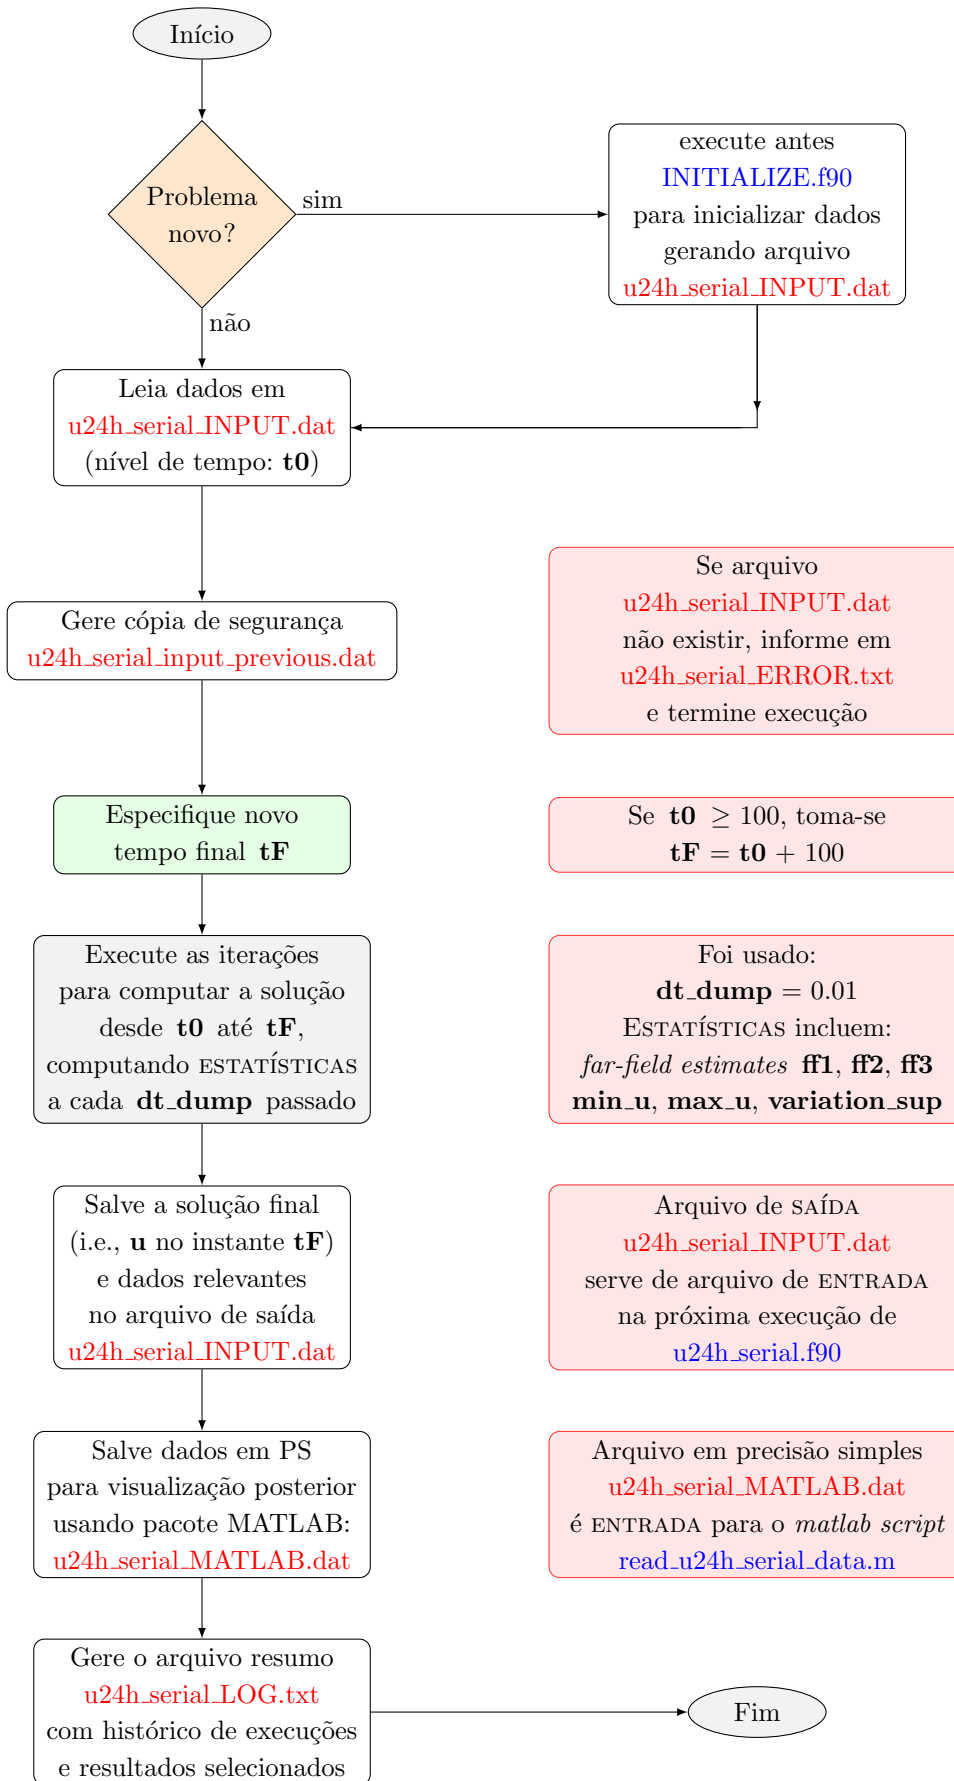 Início
Problema
novo?
sim
não
execute antes
INITIALIZE.f90
para inicializar dados
gerando arquivo
u24h_serial_INPUT.dat
Leia dados em
u24h_serial_INPUT.dat
(nível de tempo: t0)
Gere cópia de segurança
u24h_serial_input_previous.dat
Se arquivo
u24h_serial_INPUT.dat
não existir, informe em
u24h_serial_ERROR.txt
e termine execução
Especifique novo
tempo final tF
Se t0 ≥ 100, toma-se
tF = t0 + 100
Execute as iterações
para computar a solução
desde t0 até tF,
computando ESTATÍSTICAS
a cada dt_dump passado
Foi usado:
dt_dump = 0.01
ESTATÍSTICAS incluem:
far-field estimates ff1, ff2, ff3
min_u, max_u, variation_sup
Salve a solução final
(i.e., u no instante tF)
e dados relevantes
no arquivo de saída
u24h_serial_INPUT.dat
Arquivo de SAÍDA
u24h_serial_INPUT.dat
serve de arquivo de ENTRADA
na próxima execução de
u24h_serial.f90
Salve dados em PS
para visualização posterior
usando pacote MATLAB:
u24h_serial_MATLAB.dat
Arquivo em precisão simples
u24h_serial_MATLAB.dat
é ENTRADA para o matlab script
read_u24h_serial_data.m
Gere o arquivo resumo
u24h_serial_LOG.txt
com histórico de execuções
e resultados selecionados
Fim